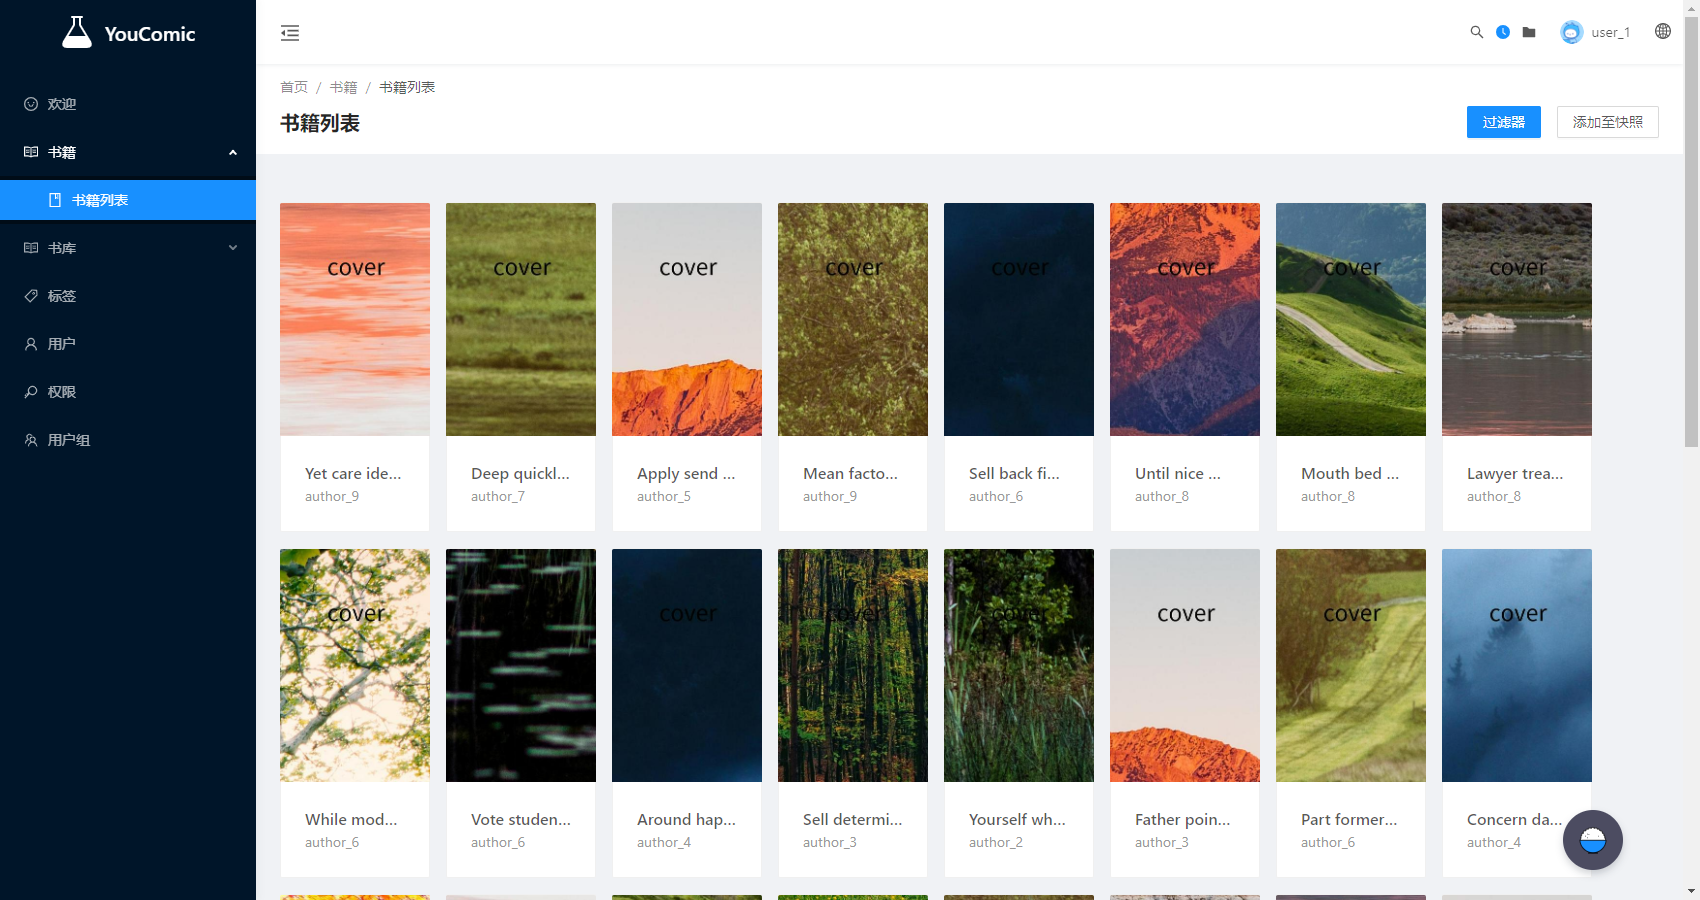 YouComic
user_1
欢迎
书籍
书籍列表
书库
标签
用户
权限
用户组
首页 / 书籍 / 书籍列表
书籍列表
过滤器
添加至快照
cover cover cover cover cover cover cover cover
Yet care ide... Deep quickl... Apply send ... Mean facto... Sell back fi... Until nice ... Mouth bed ... Lawyer trea...
author_9 author_7 author_5 author_9 author_6 author_8 author_8 author_8
cover cover cover cover cover cover cover
While mod... Vote studen... Around hap... Sell determi... Yourself wh... Father poin... Part former... Concern da...
author_6 author_6 author_4 author_3 author_2 author_3 author_6 author_4